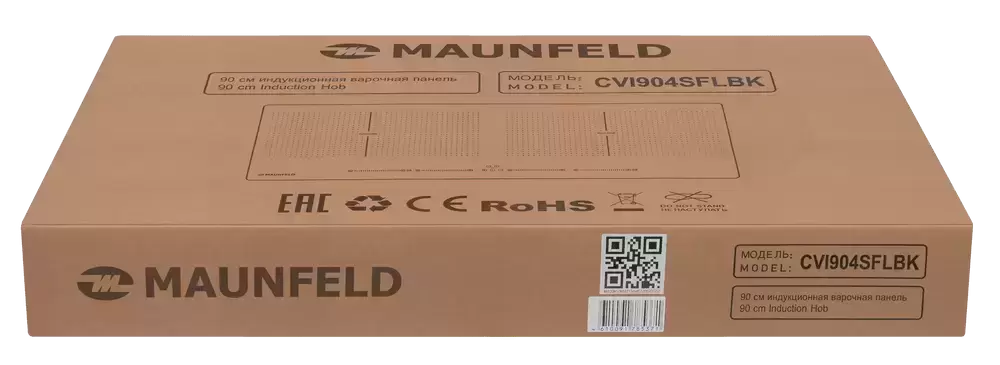 MAUNFELD
90 см индукционная варочная панель
90 cm Induction Hob
МОДЕЛЬ:
MODEL: CVI904SFLBK
MAUNFELD
EAC CE RoHS
DO NOT STAND
НЕ НАСТУПАТЬ
MAUNFELD
МОДЕЛЬ:
MODEL: CVI904SFLBK
90 см индукционная варочная панель
90 cm Induction Hob